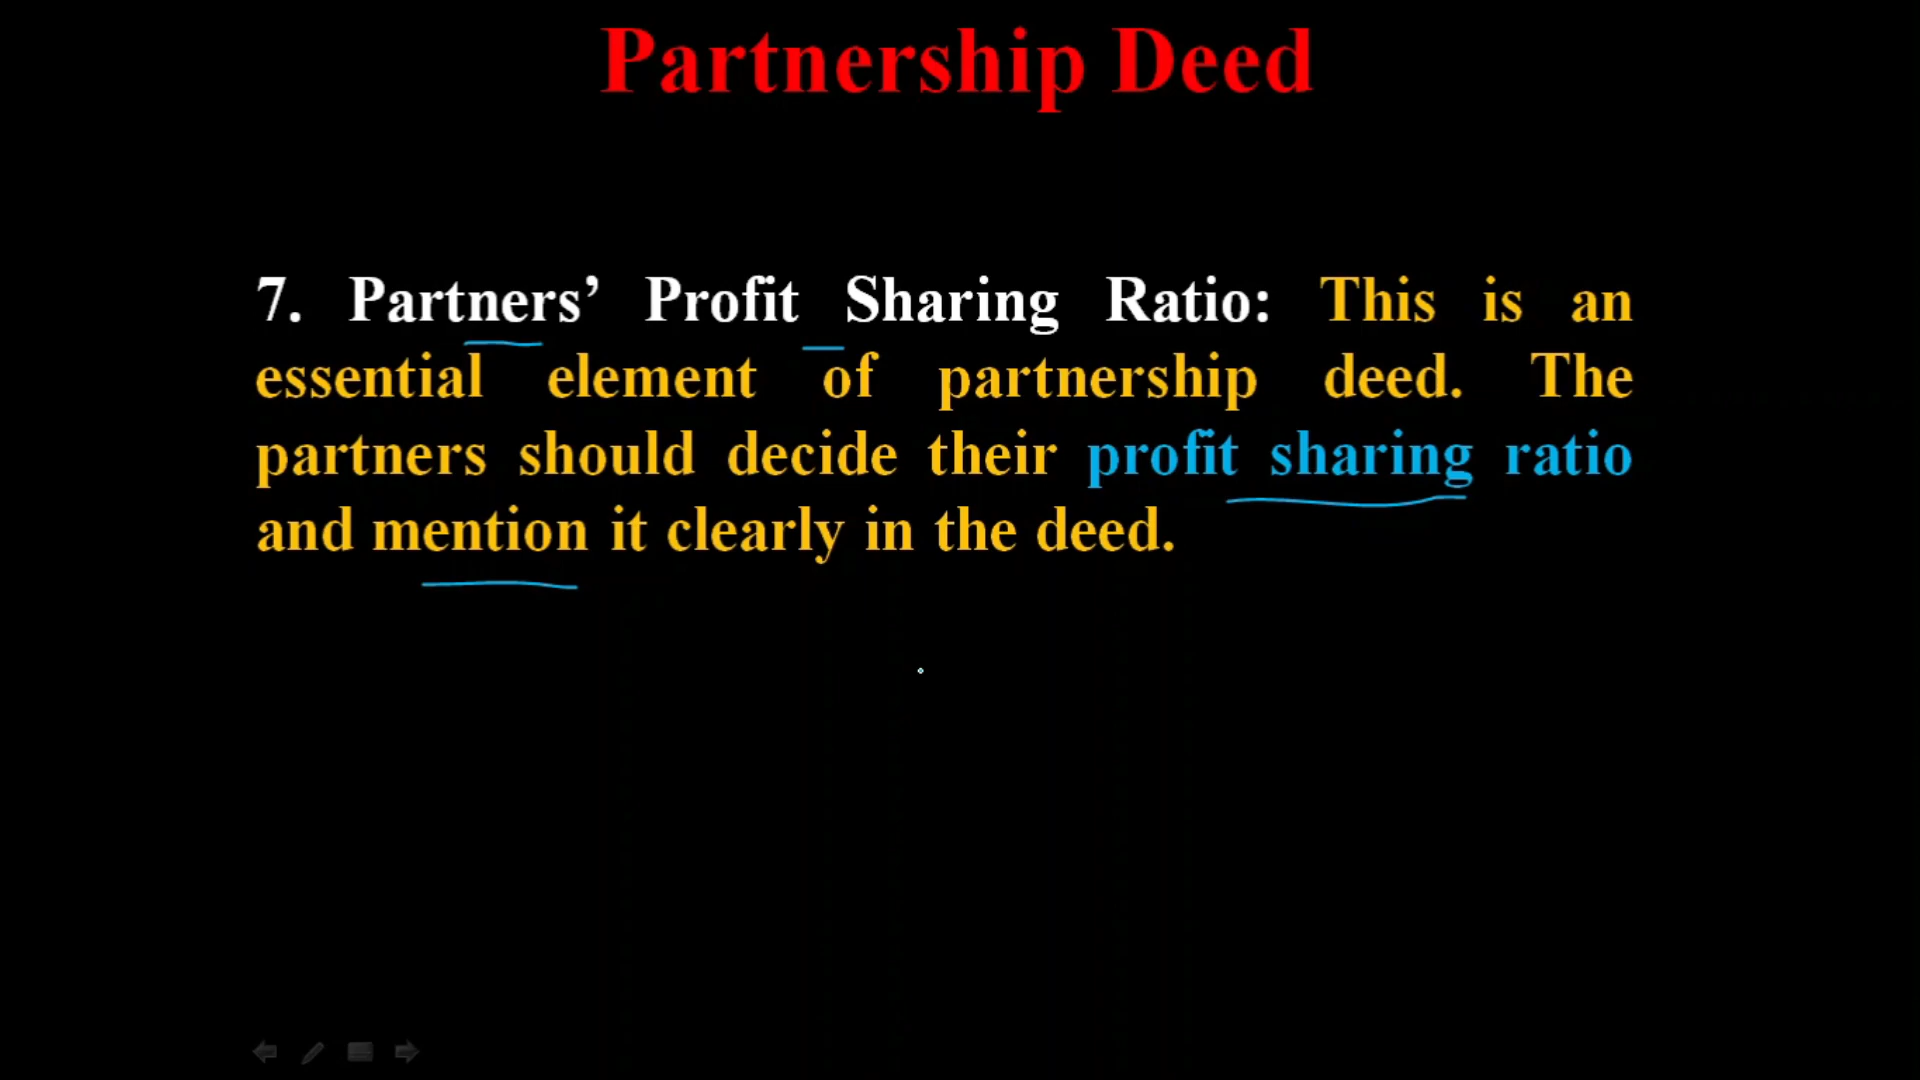 Partnership Deed
7. Partners’ Profit Sharing Ratio: This is an
essential element of partnership deed. The
partners should decide their profit sharing ratio
and mention it clearly in the deed.